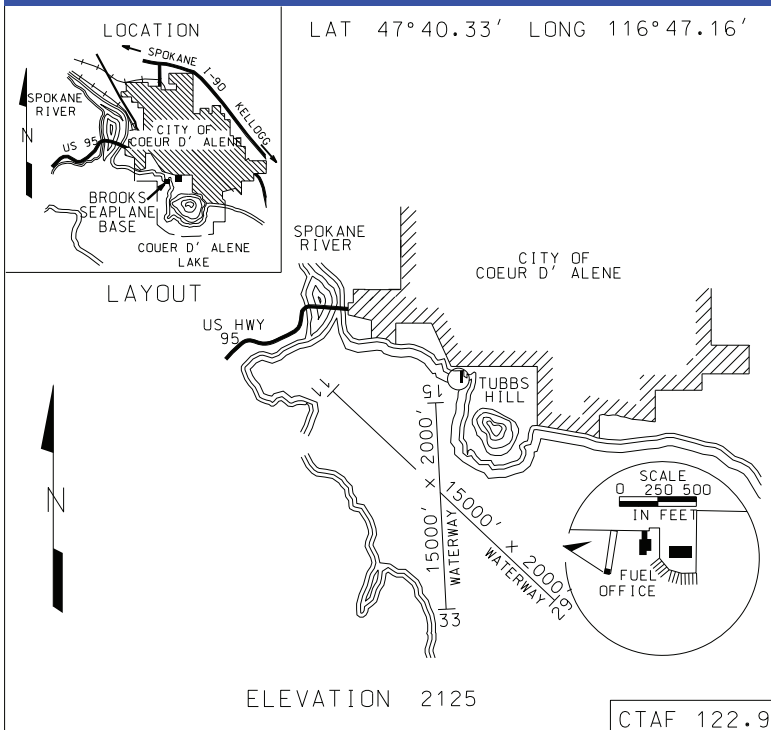 LOCATION
LAT 47°40.33' LONG 116°47.16'
SPOKANE
I-90
KELLOGG
SPOKANE
RIVER
N
US 95
CITY OF
COEUR D' ALENE
BROOKS
SEAPLANE
BASE
COUER D' ALENE
LAKE
LAYOUT
SPOKANE
RIVER
CITY OF
COEUR D' ALENE
US HWY
95
11
15
TUBBS
HILL
15000' x 2000'
WATERWAY
33
15000' x 2000'
WATERWAY
29
N
SCALE
0 250 500
IN FEET
FUEL
OFFICE
ELEVATION 2125
CTAF 122.9